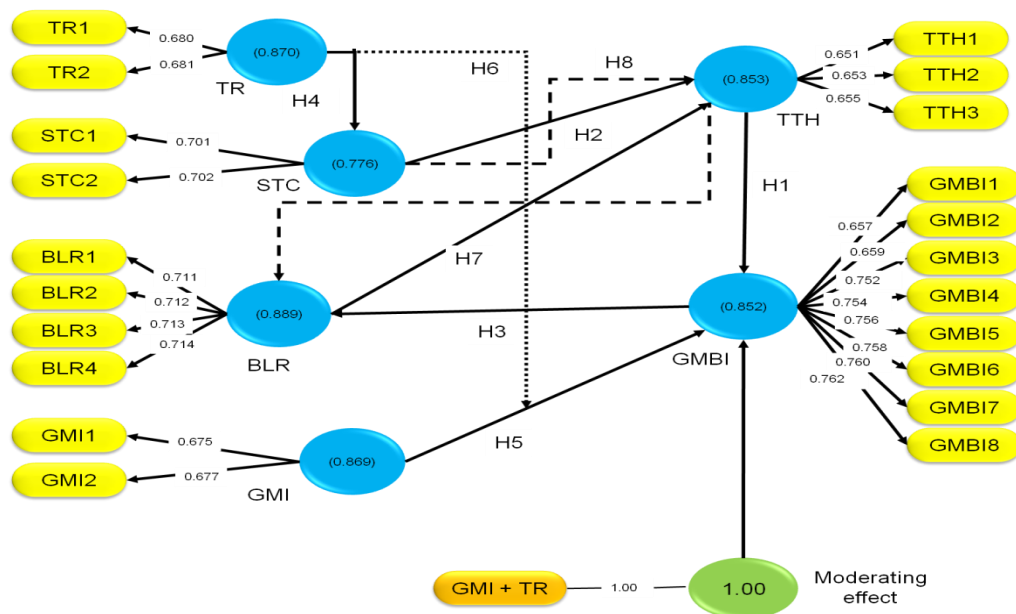 TR1
TR2
0.680
0.681
(0.870)
TR
H4
H6
H8
(0.853)
TTH
0.651
0.653
0.655
TTH1
TTH2
TTH3
STC1
STC2
0.701
0.702
(0.776)
STC
H2
H1
H7
BLR1
BLR2
BLR3
BLR4
0.711
0.712
0.713
0.714
(0.889)
BLR
H3
(0.852)
GMBI
0.657
0.659
0.752
0.754
0.756
0.758
0.760
0.762
GMBI1
GMBI2
GMBI3
GMBI4
GMBI5
GMBI6
GMBI7
GMBI8
GMI1
GMI2
0.675
0.677
(0.869)
GMI
H5
GMI + TR
1.00
1.00
Moderating
effect